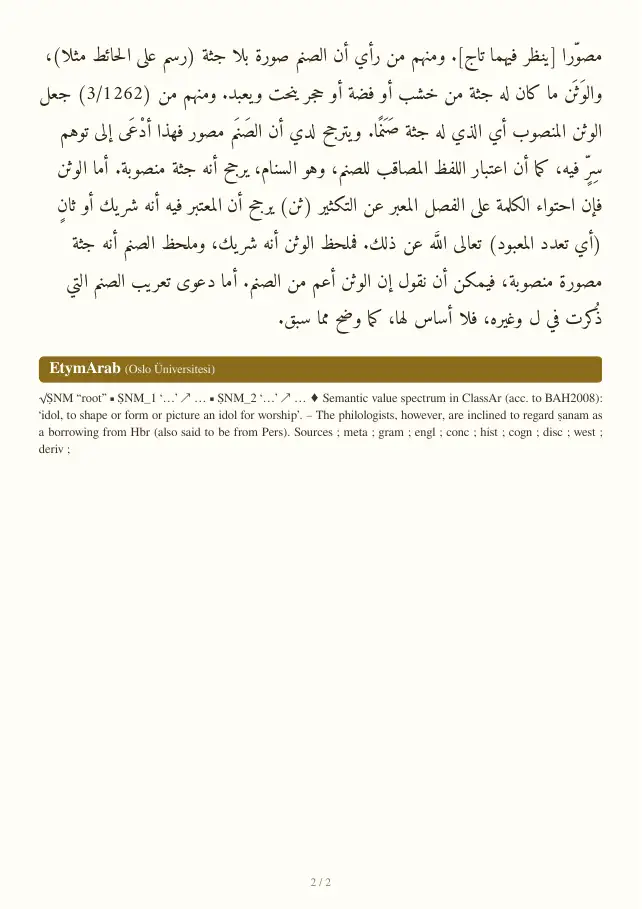 مصوّرا [ينظر فيهما تاج]. ومنهم من رأي أن الصنم صورة بلا جثة (رسم على الحائط مثلا)،
والوَثَن ما كان له جثة من خشب أو فضة أو حجر ينحت ويعبد. ومنهم من (3/1262) جعل
الوثن المنصوب أي الذي له جثة صَنَمًا. ويترجح لدي أن الصَنَم مصور فهذا أدْعَى إلى توهم
سِرٍّ فيه، كما أن اعتبار اللفظ المصاقب للصنم، وهو السنام، يرجح أنه جثة منصوبة. أما الوثن
فإن احتواء الكلمة على الفصل المعبر عن التكثير (ثن) يرجح أن المعتبر فيه أنه شريك أو ثانٍ
(أي تعدد المعبود) تعالى اللَّه عن ذلك. فملحظ الوثن أنه شريك، وملحظ الصنم أنه جثة
مصورة منصوبة، فيمكن أن نقول إن الوثن أعم من الصنم. أما دعوى تعريب الصنم التي
ذُكرت في ل وغيره، فلا أساس لها، كما وضح مما سبق.
EtymArab (Oslo Üniversitesi)
√ṢNM “root” ▪ ṢNM_1 ‘…’ ↗ … ▪ ṢNM_2 ‘…’ ↗ … ♦ Semantic value spectrum in ClassAr (acc. to BAH2008):
‘idol, to shape or form or picture an idol for worship’. – The philologists, however, are inclined to regard ṣanam as
a borrowing from Hbr (also said to be from Pers). Sources ; meta ; gram ; engl ; conc ; hist ; cogn ; disc ; west ;
deriv ;
2 / 2